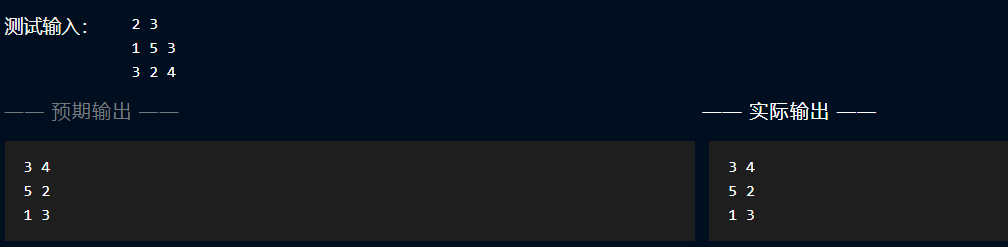 测试输入： 2 3
1 5 3
3 2 4
—— 预期输出 ——
3 4
5 2
1 3
—— 实际输出 ——
3 4
5 2
1 3